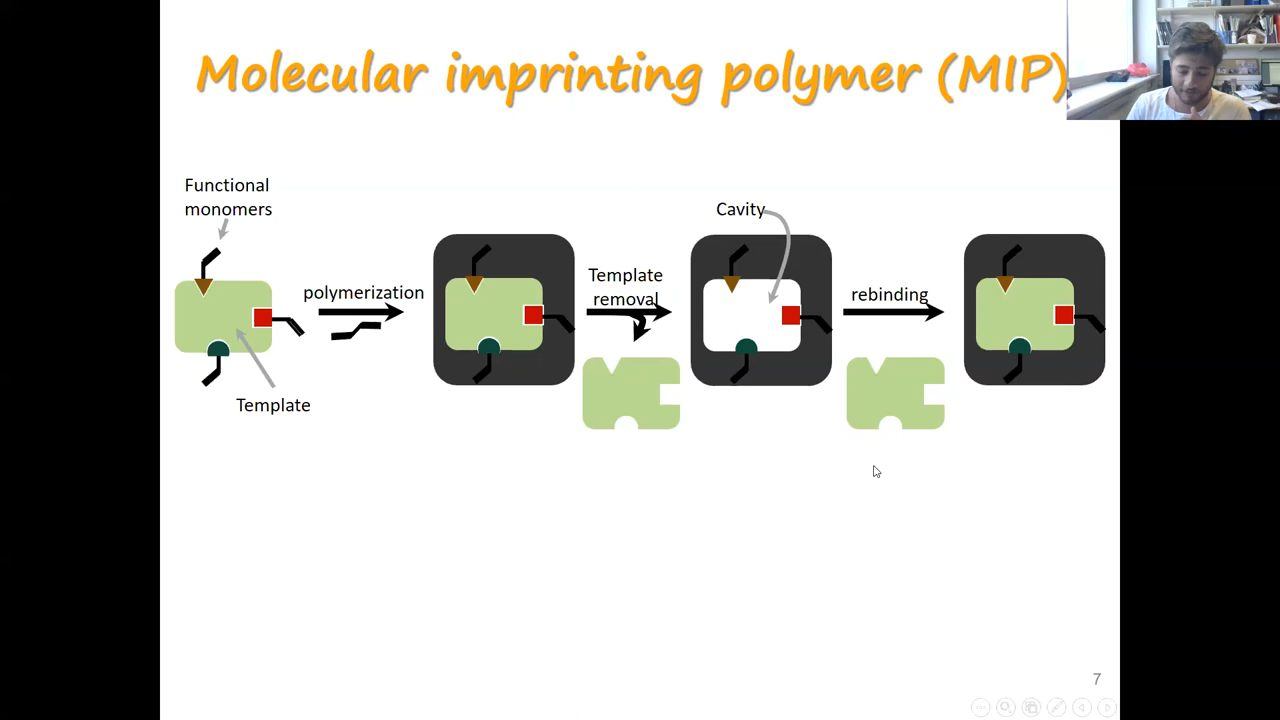 Molecular imprinting polymer (MIP)
Functional
monomers
Cavity
Template
removal
polymerization
rebinding
Template
7